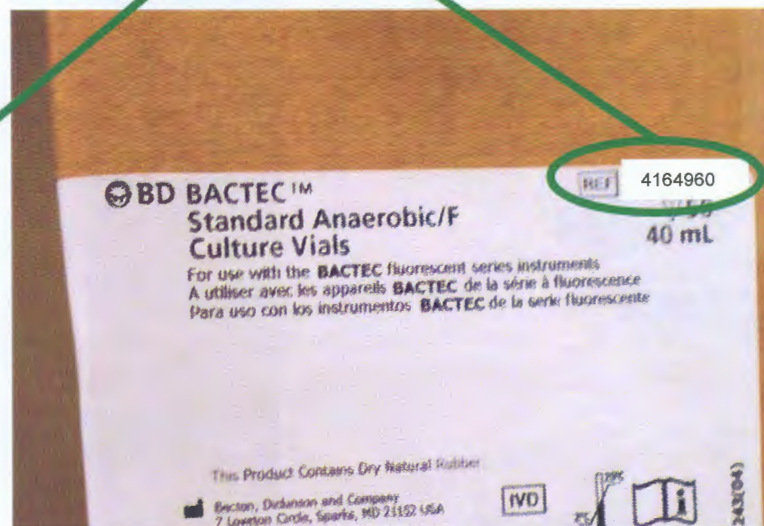 BD BACTEC™
Standard Anaerobic/F
Culture Vials
REF 4164960
40 mL
For use with the BACTEC fluorescent series instruments
A utiliser avec les appareils BACTEC de la série à fluorescence
Para uso con los instrumentos BACTEC de la serie fluorescente
This Product Contains Dry Natural Rubber.
Becton, Dickinson and Company
7 Loveton Circle, Sparks, MD 21152 USA
IVD
243(04)